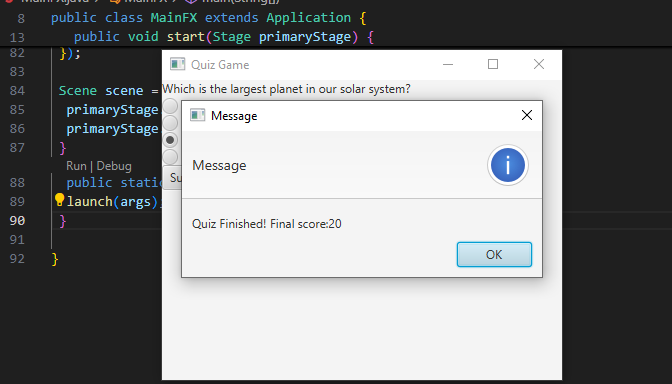 MainFX.java > MainFX > main(String[])
8 public class MainFX extends Application {
13 public void start(Stage primaryStage) {
82 });
83
84 Scene scene =
85 primaryStage
86 primaryStage
87 }
Run | Debug
88 public static
89 launch(args);
90 }
91
92 }
Quiz Game
Which is the largest planet in our solar system?
Su
Message
Message
Quiz Finished! Final score:20
OK